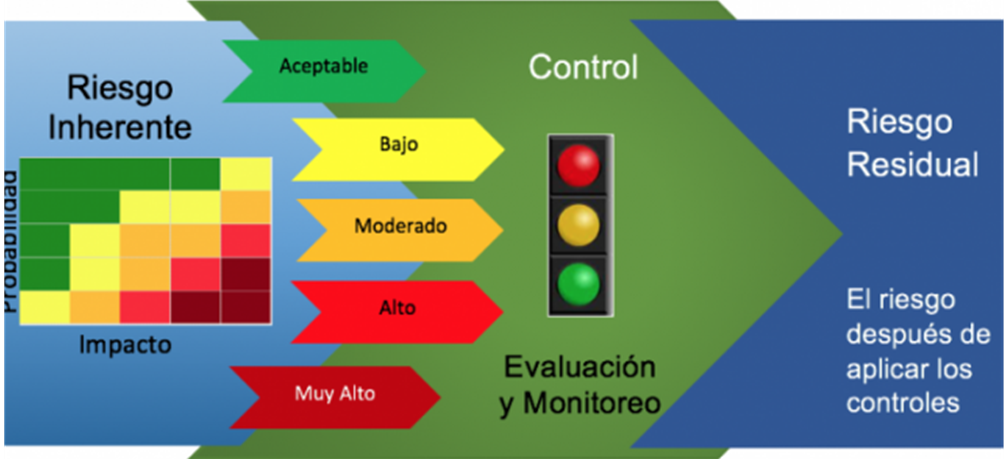 Riesgo
Inherente
Probabilidad
Impacto
Aceptable
Bajo
Moderado
Alto
Muy Alto
Control
Evaluación
y Monitoreo
Riesgo
Residual
El riesgo
después de
aplicar los
controles